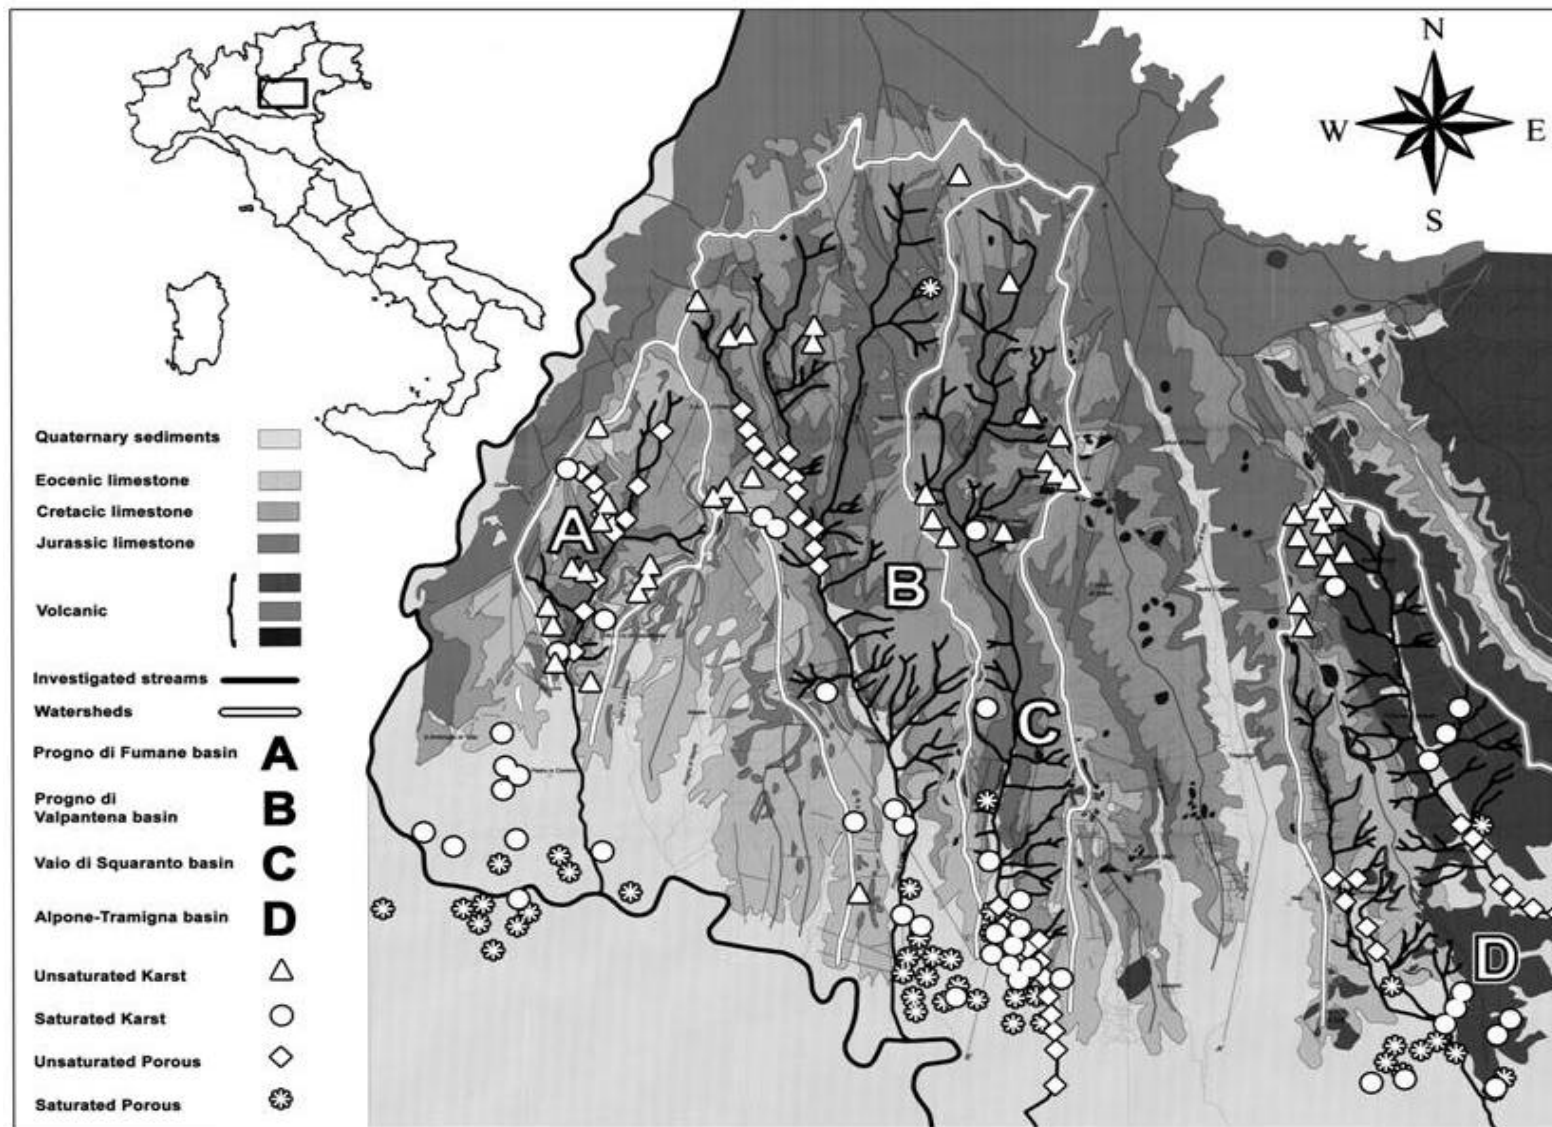 N
W E
S
Quaternary sediments
Eocenic limestone
Cretacic limestone
Jurassic limestone
Volcanic
Investigated streams
Watersheds
Progno di Fumane basin A
Progno di
Valpantena basin B
Vaio di Squaranto basin C
Alpone-Tramigna basin D
Unsaturated Karst
Saturated Karst
Unsaturated Porous
Saturated Porous
A
B
C
D